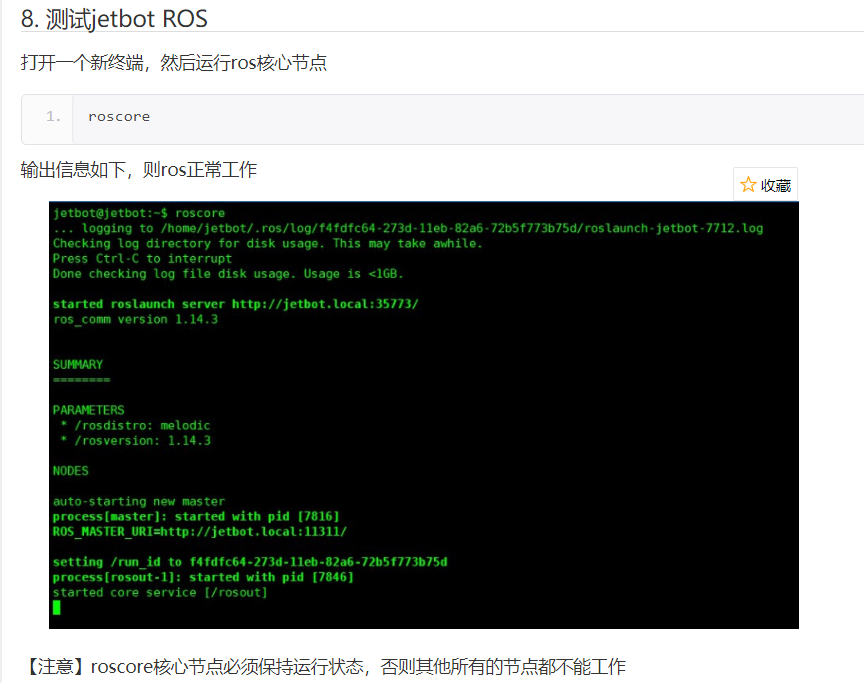 8. 测试jetbot ROS
打开一个新终端，然后运行ros核心节点
1. roscore
输出信息如下，则ros正常工作
收藏
jetbot@jetbot:~$ roscore
... logging to /home/jetbot/.ros/log/f4fdfc64-273d-11eb-82a6-72b5f773b75d/roslaunch-jetbot-7712.log
Checking log directory for disk usage. This may take awhile.
Press Ctrl-C to interrupt
Done checking log file disk usage. Usage is <1GB.
started roslaunch server http://jetbot.local:35773/
ros_comm version 1.14.3
SUMMARY
========
PARAMETERS
* /rosdistro: melodic
* /rosversion: 1.14.3
NODES
auto-starting new master
process[master]: started with pid [7816]
ROS_MASTER_URI=http://jetbot.local:11311/
setting /run_id to f4fdfc64-273d-11eb-82a6-72b5f773b75d
process[rosout-1]: started with pid [7846]
started core service [/rosout]
【注意】roscore核心节点必须保持运行状态，否则其他所有的节点都不能工作